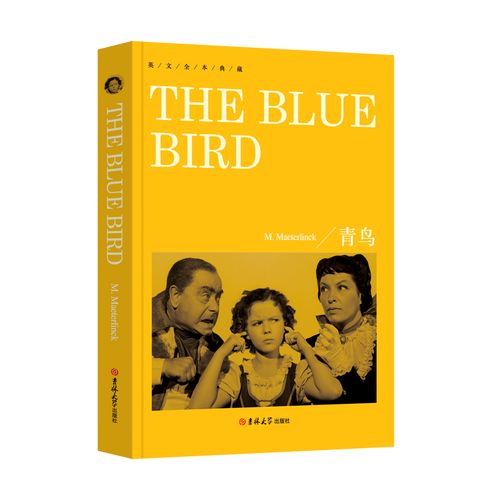 英/文/全/本/典/藏
THE BLUE
BIRD
M. Maeterlinck/青鸟
吉林大学出版社
THE BLUE BIRD
M. Maeterlinck
吉林大学出版社